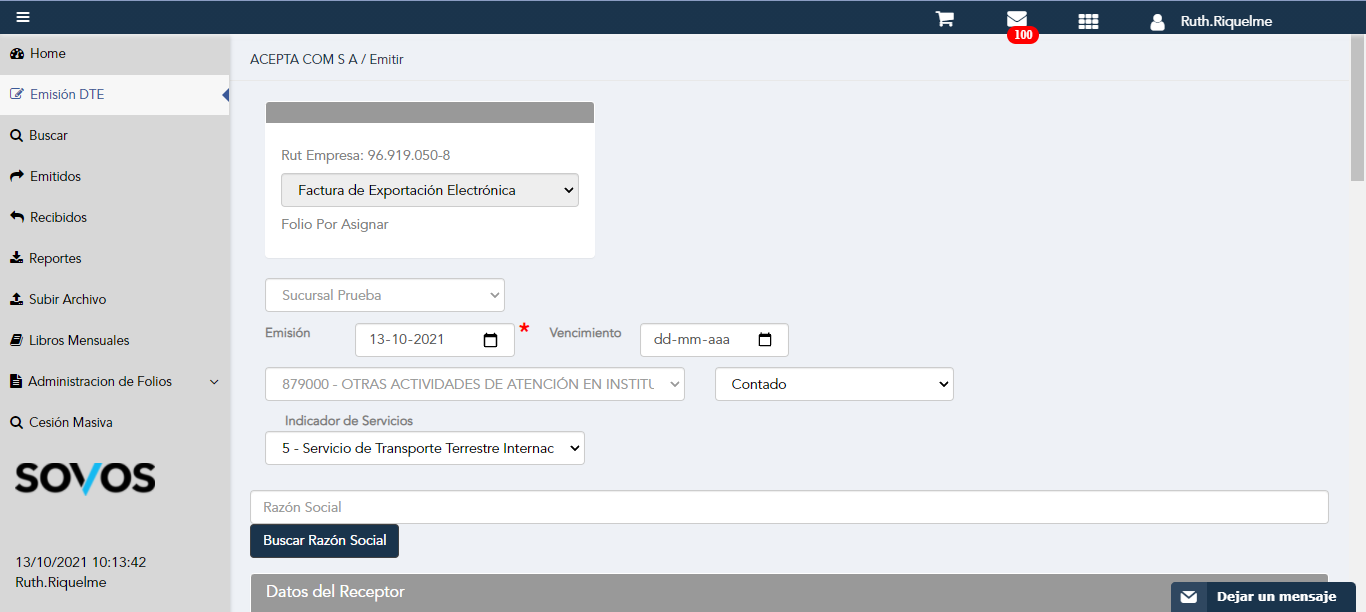 Ruth.Riquelme
100
Home
Emisión DTE
Buscar
Emitidos
Recibidos
Reportes
Subir Archivo
Libros Mensuales
Administracion de Folios
Cesión Masiva
SOVOS
13/10/2021 10:13:42
Ruth.Riquelme
ACEPTA COM S A / Emitir
Rut Empresa: 96.919.050-8
Factura de Exportación Electrónica
Folio Por Asignar
Sucursal Prueba
Emisión 13-10-2021 * Vencimiento dd-mm-aaa
879000 - OTRAS ACTIVIDADES DE ATENCIÓN EN INSTITU Contado
Indicador de Servicios
5 - Servicio de Transporte Terrestre Internac
Razón Social
Buscar Razón Social
Datos del Receptor
Dejar un mensaje